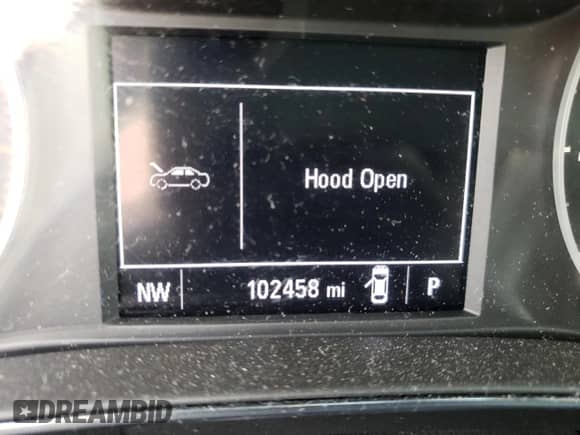 Hood Open
NW 102458 mi P
DREAMBID